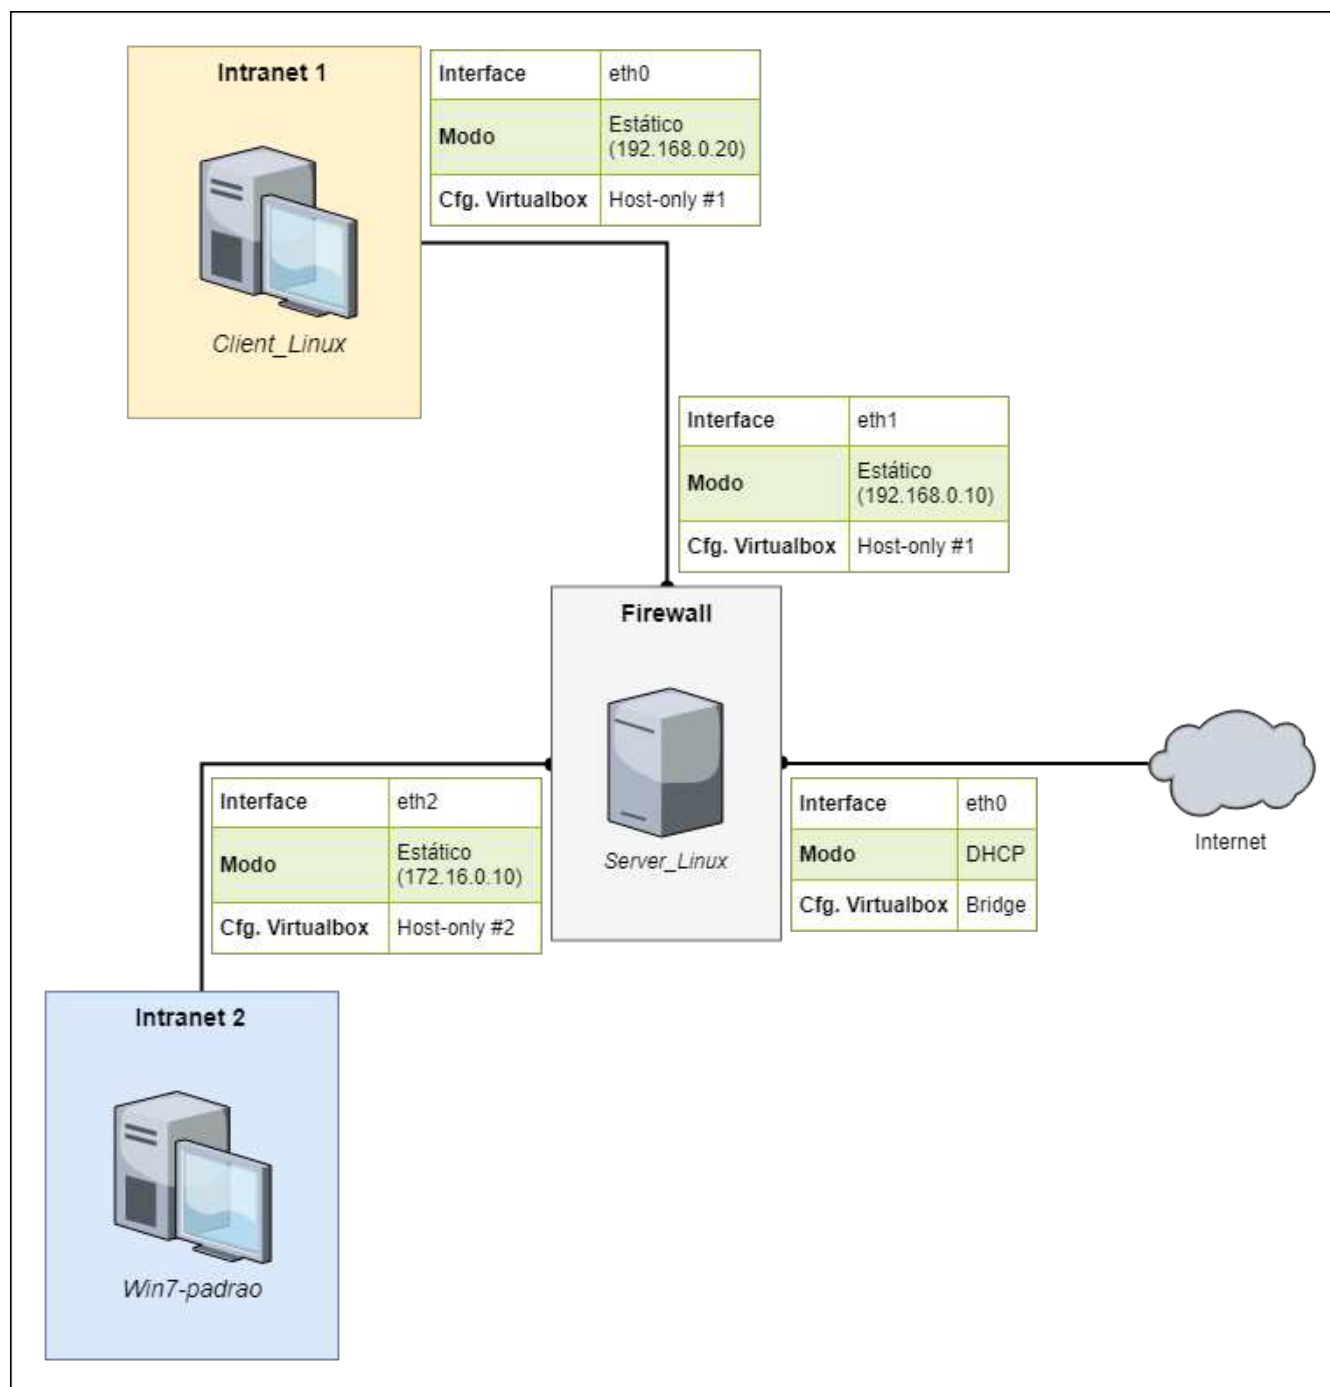 Intranet 1
Client_Linux
Interface eth0
Modo Estático
(192.168.0.20)
Cfg. Virtualbox Host-only #1
Interface eth1
Modo Estático
(192.168.0.10)
Cfg. Virtualbox Host-only #1
Firewall
Server_Linux
Interface eth2
Modo Estático
(172.16.0.10)
Cfg. Virtualbox Host-only #2
Interface eth0
Modo DHCP
Cfg. Virtualbox Bridge
Internet
Intranet 2
Win7-padrao